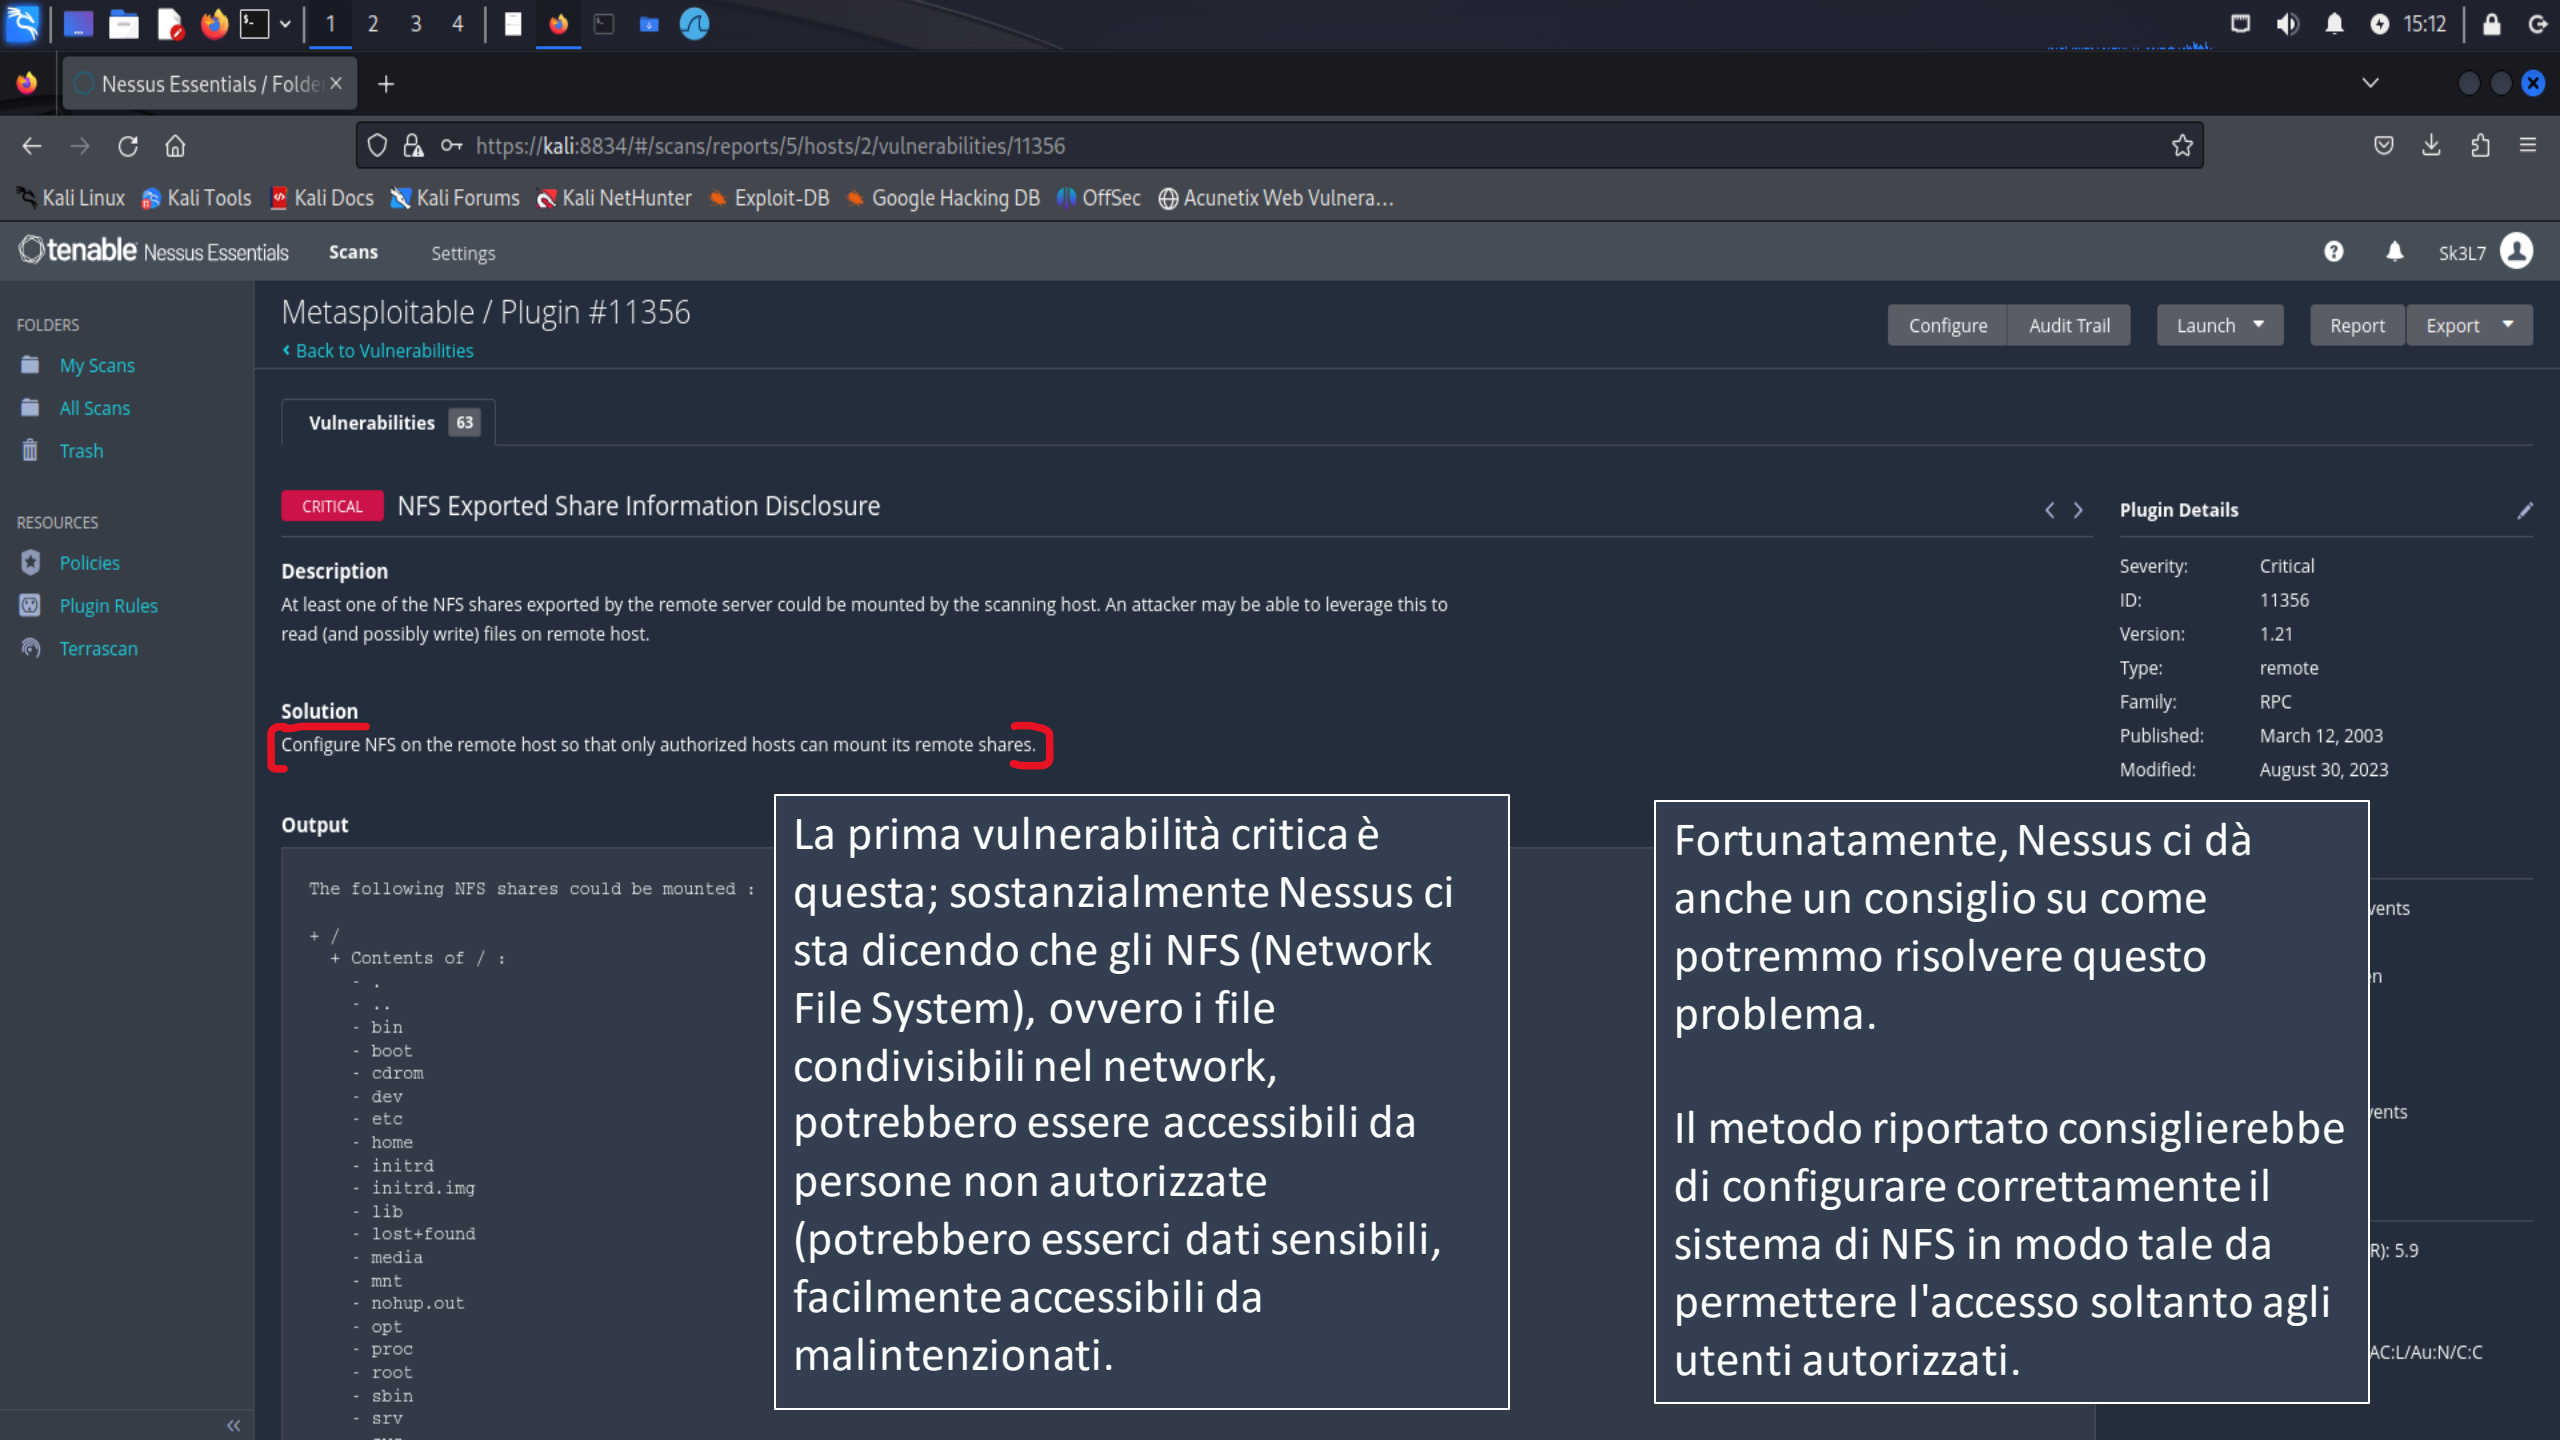 1 2 3 4
15:12
Nessus Essentials / Folde
https://kali:8834/#/scans/reports/5/hosts/2/vulnerabilities/11356
Kali Linux Kali Tools Kali Docs Kali Forums Kali NetHunter Exploit-DB Google Hacking DB OffSec Acunetix Web Vulnera...
tenable Nessus Essentials Scans Settings
Sk3L7
FOLDERS
My Scans
All Scans
Trash
RESOURCES
Policies
Plugin Rules
Terrascan
Metasploitable / Plugin #11356
Back to Vulnerabilities
Configure Audit Trail Launch Report Export
Vulnerabilities 63
CRITICAL NFS Exported Share Information Disclosure
Description
At least one of the NFS shares exported by the remote server could be mounted by the scanning host. An attacker may be able to leverage this to
read (and possibly write) files on remote host.
Solution
Configure NFS on the remote host so that only authorized hosts can mount its remote shares.
Output
The following NFS shares could be mounted :
+ /
+ Contents of / :
- .
- ..
- bin
- boot
- cdrom
- dev
- etc
- home
- initrd
- initrd.img
- lib
- lost+found
- media
- mnt
- nohup.out
- opt
- proc
- root
- sbin
- srv
La prima vulnerabilità critica è
questa; sostanzialmente Nessus ci
sta dicendo che gli NFS (Network
File System), ovvero i file
condivisibili nel network,
potrebbero essere accessibili da
persone non autorizzate
(potrebbero esserci dati sensibili,
facilmente accessibili da
malintenzionati.
Fortunatamente, Nessus ci dà
anche un consiglio su come
potremmo risolvere questo
problema.
Il metodo riportato consiglierebbe
di configurare correttamente il
sistema di NFS in modo tale da
permettere l'accesso soltanto agli
utenti autorizzati.
Plugin Details
Severity: Critical
ID: 11356
Version: 1.21
Type: remote
Family: RPC
Published: March 12, 2003
Modified: August 30, 2023
vents
n
vents
R): 5.9
AC:L/Au:N/C:C